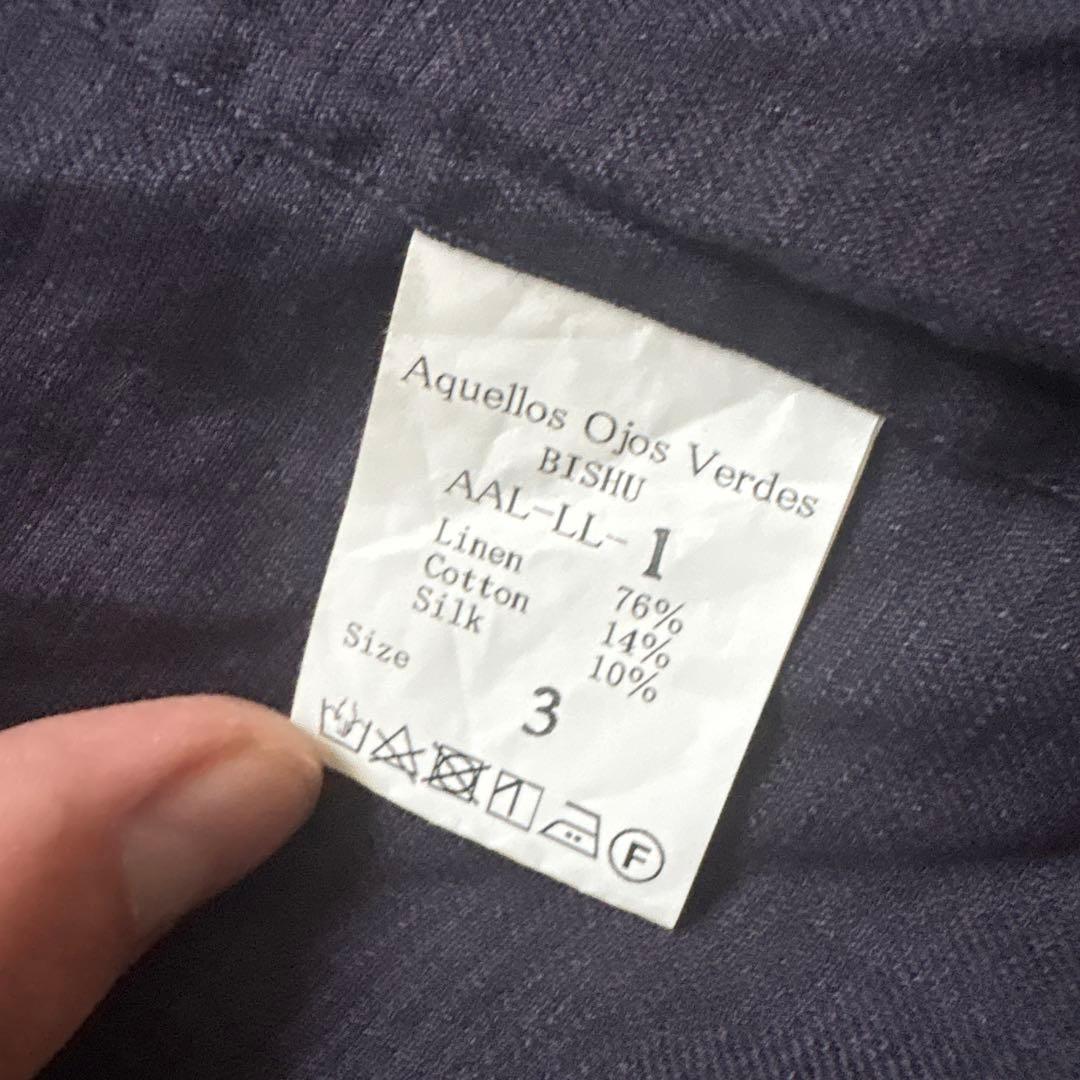 Aquellos Ojos Verdes
BISHU
AAL-LL-1
Linen 76%
Cotton 14%
Silk 10%
Size 3
F